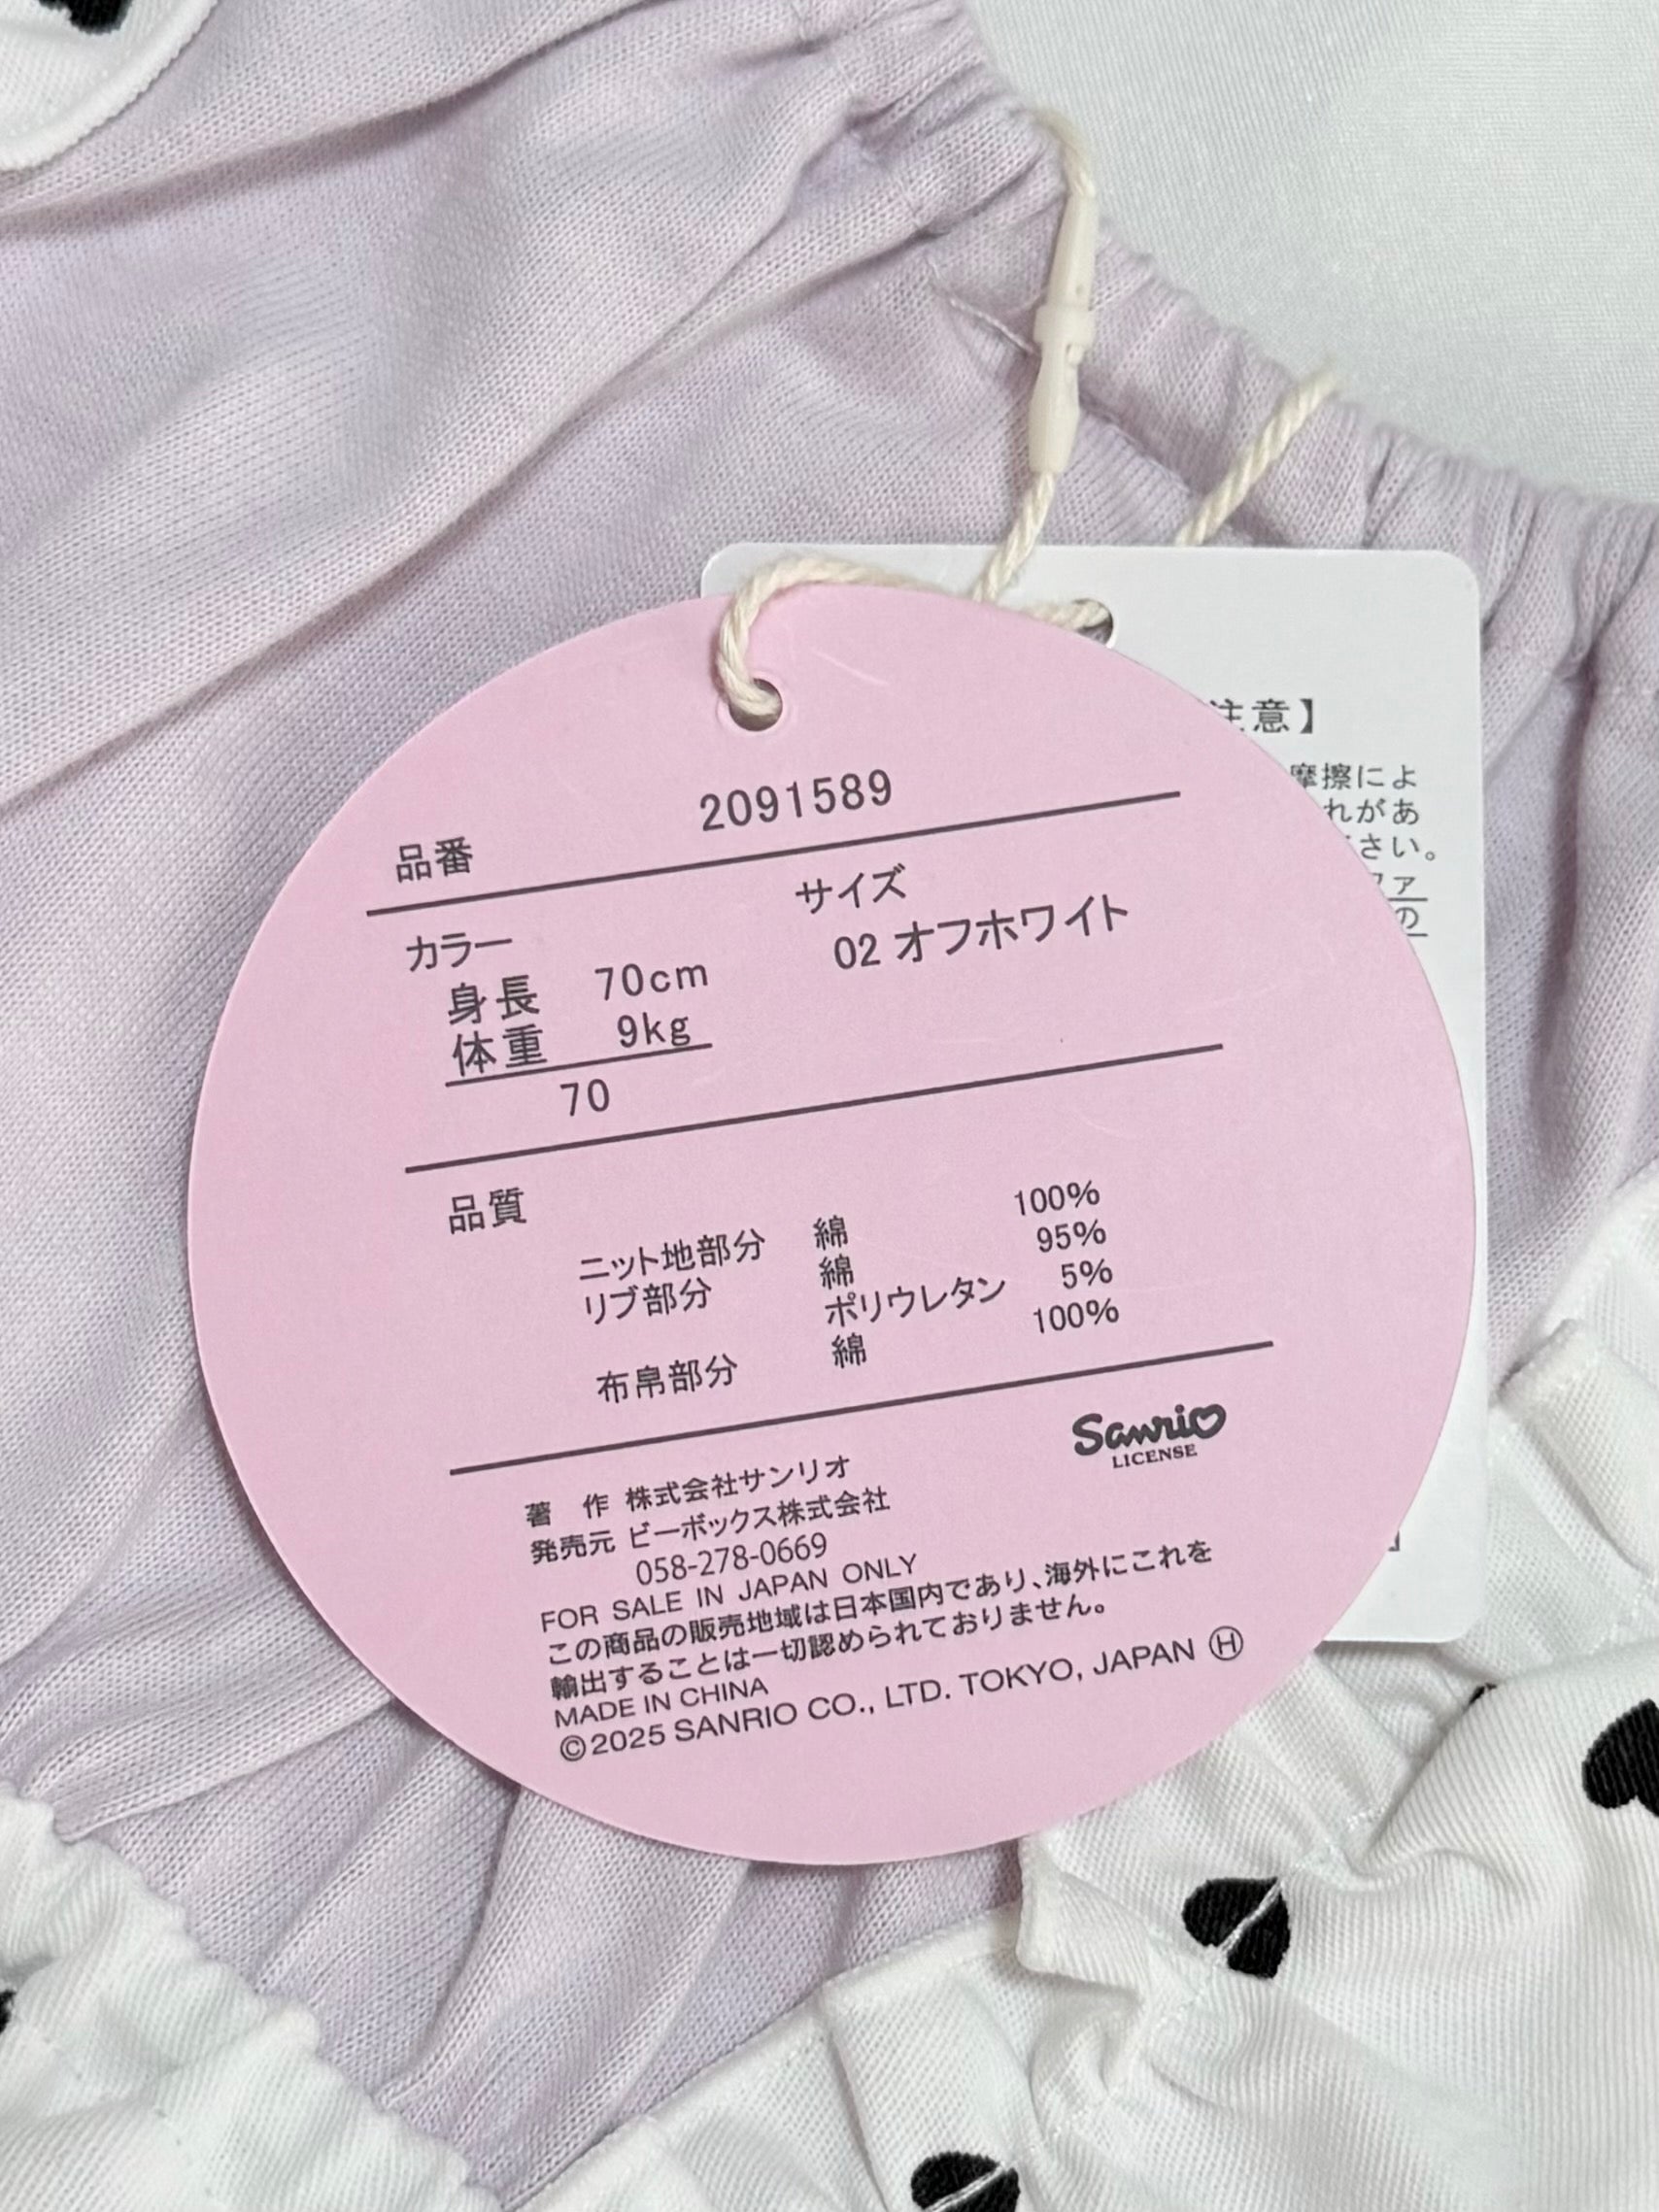 2091589
品番
サイズ
カラー
02 オフホワイト
身長 70cm
体重 9kg
70
品質
ニット地部分 綿 100%
リブ部分 綿 95%
ポリウレタン 5%
布帛部分 綿 100%
Sanrio
LICENSE
著 作 株式会社サンリオ
発売元 ビーボックス株式会社
058-278-0669
FOR SALE IN JAPAN ONLY
この商品の販売地域は日本国内であり、海外にこれを
輸出することは一切認められておりません。
MADE IN CHINA
©2025 SANRIO CO., LTD. TOKYO, JAPAN Ⓗ
注意】
摩擦によ
れがあ
さい。
ファ
の